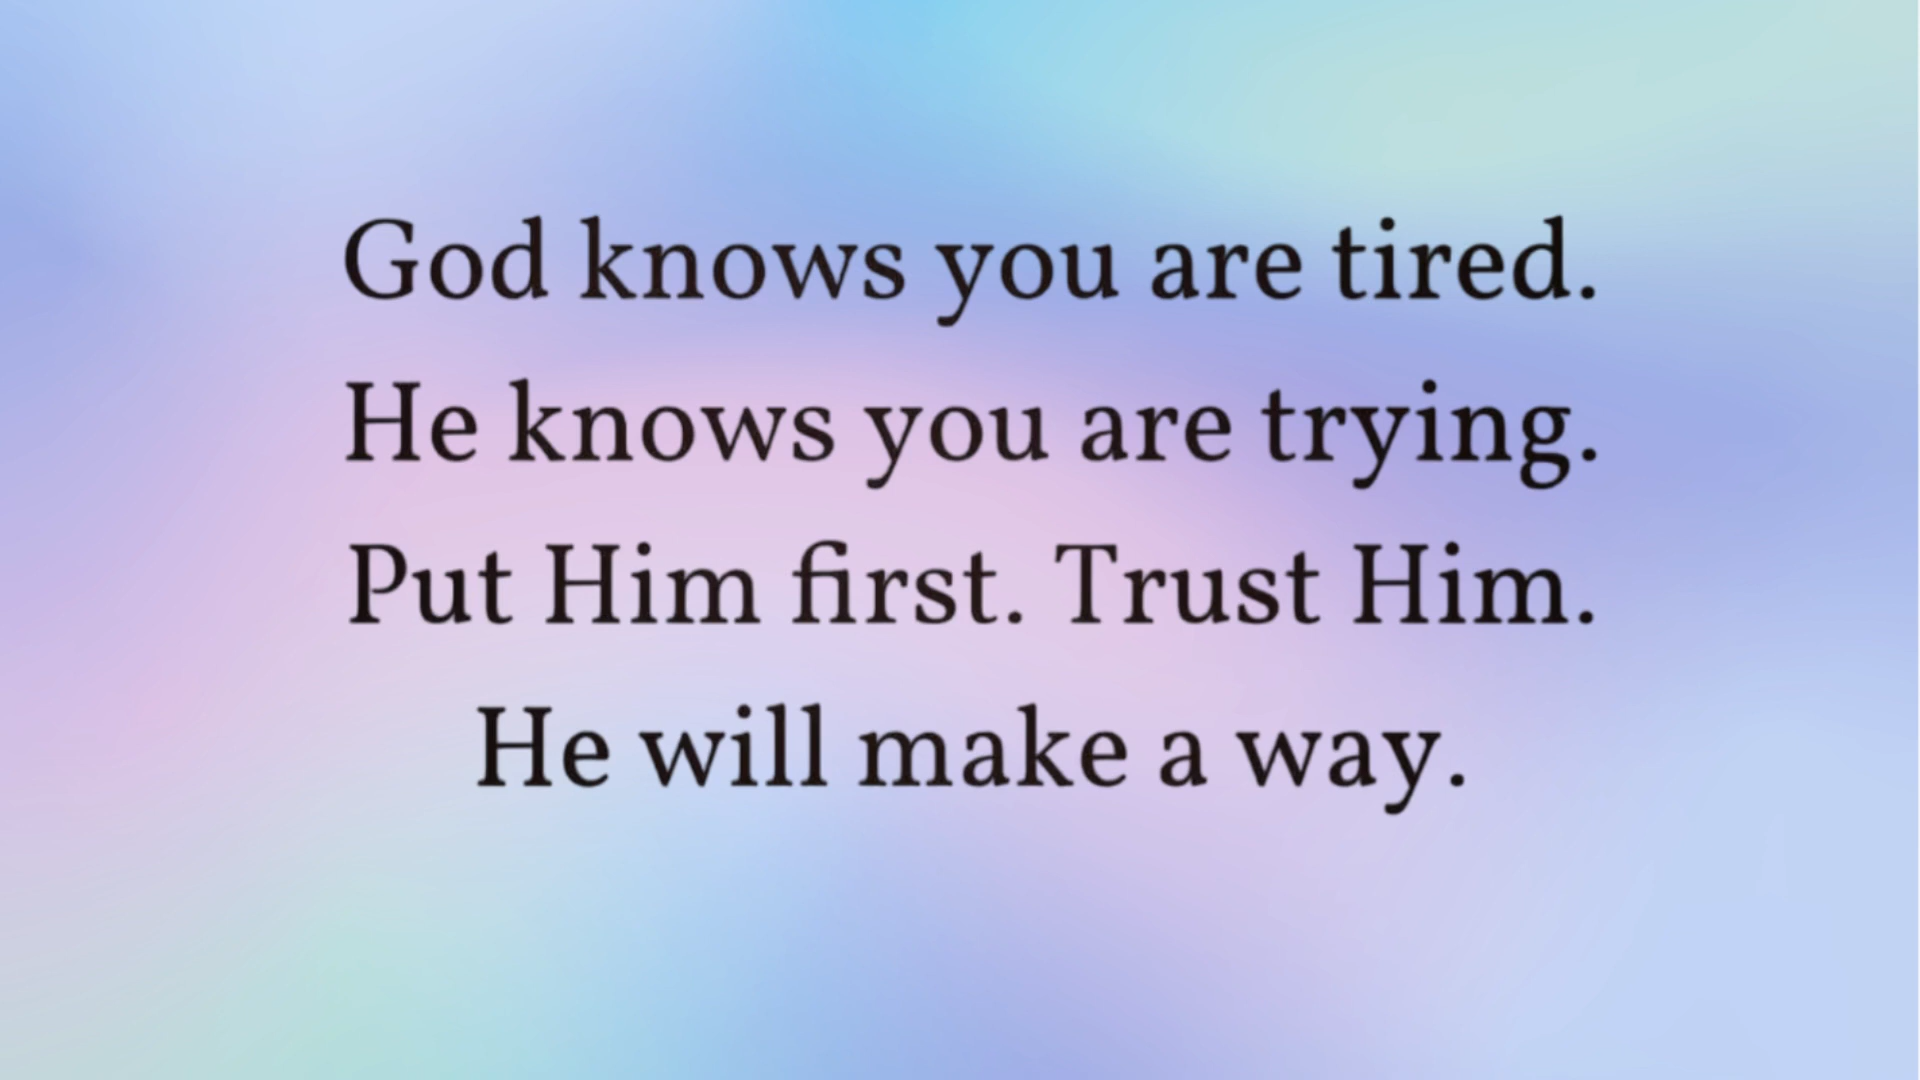 God knows you are tired.
He knows you are trying.
Put Him first. Trust Him.
He will make a way.